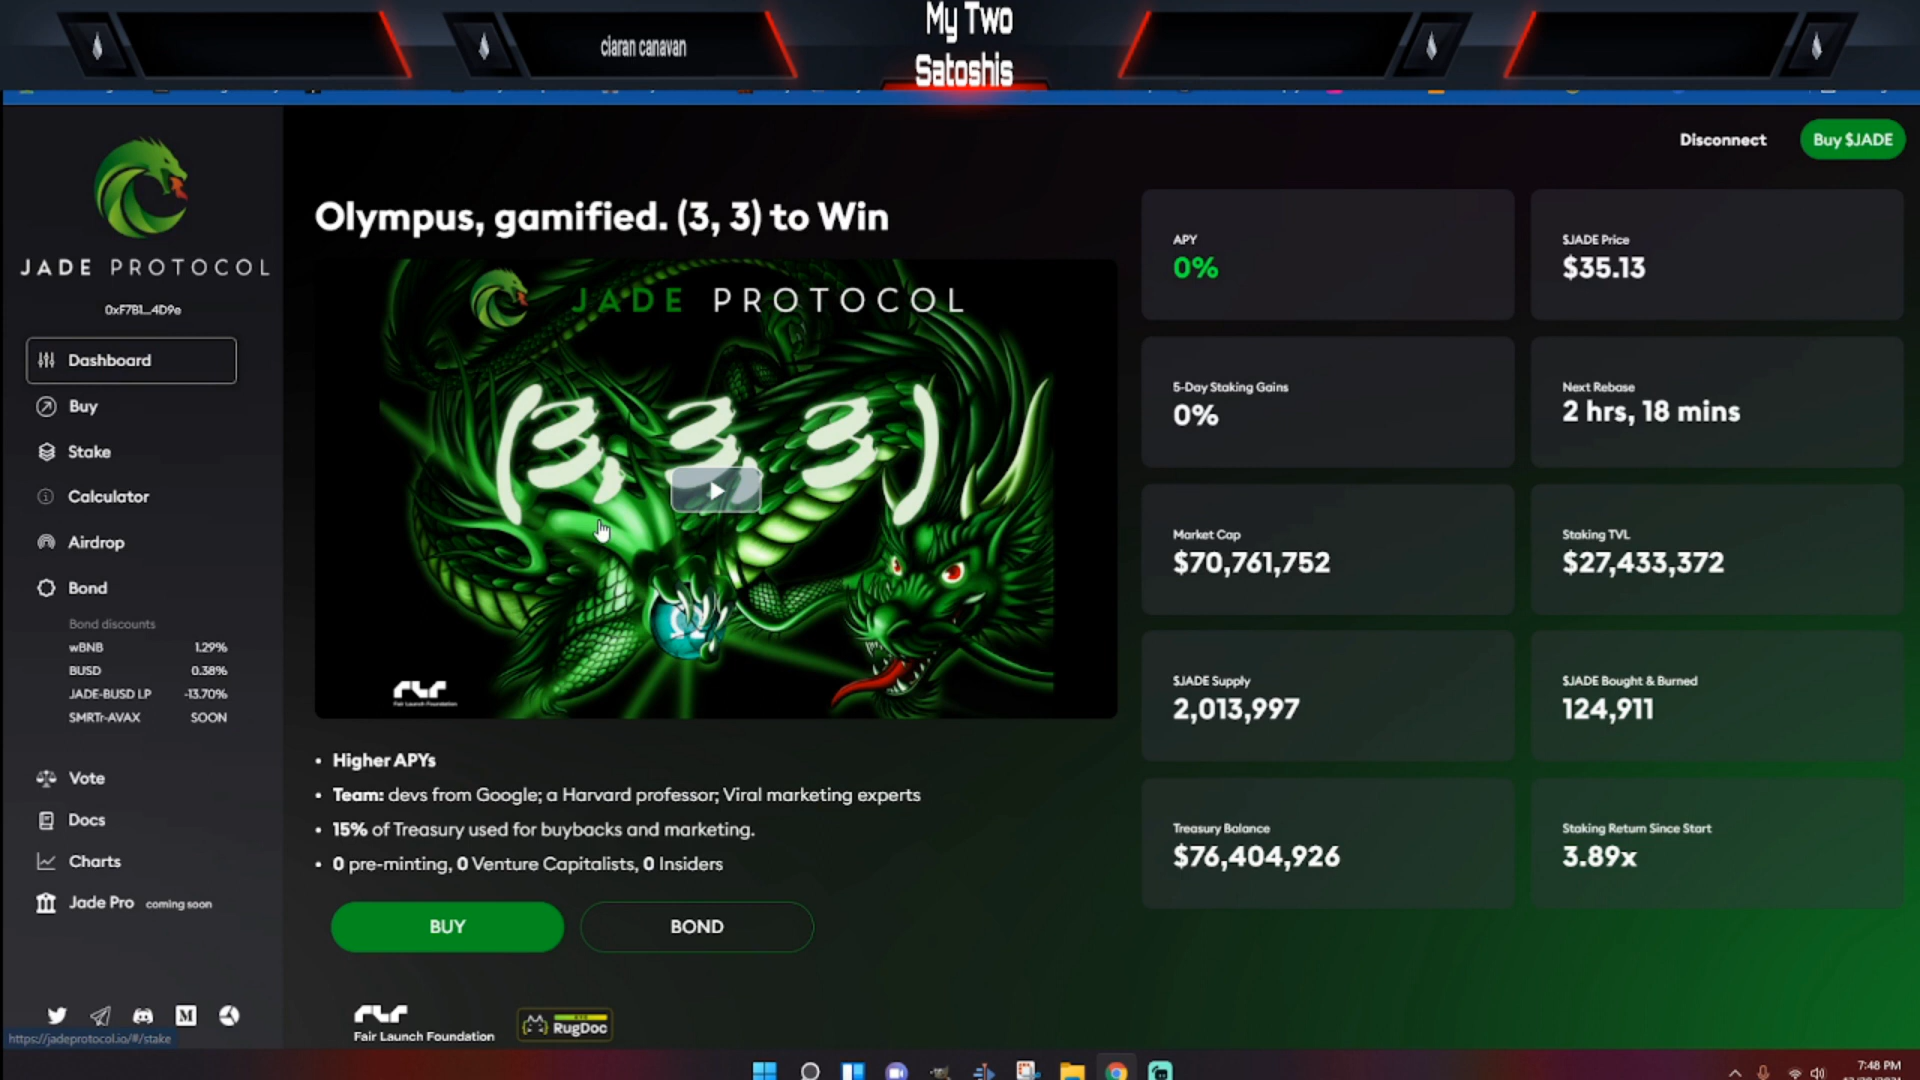 My Two
Satoshis
ciaran canavan
JADE PROTOCOL
0xF7B1...4D9e
Dashboard
Buy
Stake
Calculator
Airdrop
Bond
Bond discounts
wBNB 1.29%
BUSD 0.38%
JADE-BUSD LP -13.70%
SMRTr-AVAX SOON
Vote
Docs
Charts
Jade Pro coming soon
https://jadeprotocol.io/#/stake
Disconnect
Buy $JADE
Olympus, gamified. (3, 3) to Win
JADE PROTOCOL
(3, 3, 3)
Fair Launch Foundation
• Higher APYs
• Team: devs from Google; a Harvard professor; Viral marketing experts
• 15% of Treasury used for buybacks and marketing.
• 0 pre-minting, 0 Venture Capitalists, 0 Insiders
BUY
BOND
Fair Launch Foundation
RugDoc
APY
0%
$JADE Price
$35.13
5-Day Staking Gains
0%
Next Rebase
2 hrs, 18 mins
Market Cap
$70,761,752
Staking TVL
$27,433,372
$JADE Supply
2,013,997
$JADE Bought & Burned
124,911
Treasury Balance
$76,404,926
Staking Return Since Start
3.89x
7:48 PM